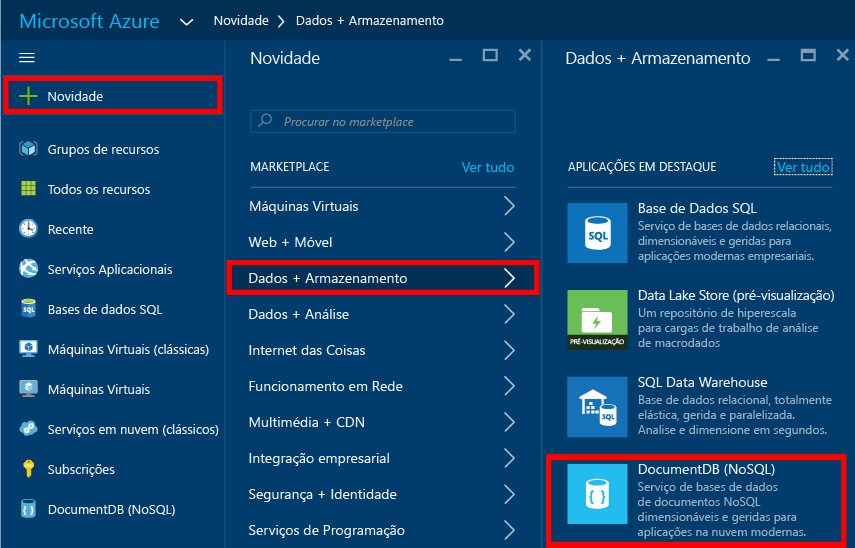 Microsoft Azure
Novidade
Dados + Armazenamento
Novidade
Grupos de recursos
Todos os recursos
Recente
Serviços Aplicacionais
Bases de dados SQL
Máquinas Virtuais (clássicas)
Máquinas Virtuais
Serviços em nuvem (clássicos)
Subscrições
DocumentDB (NoSQL)
Novidade
Procurar no marketplace
MARKETPLACE
Ver tudo
Máquinas Virtuais
Web + Móvel
Dados + Armazenamento
Dados + Análise
Internet das Coisas
Funcionamento em Rede
Multimédia + CDN
Integração empresarial
Segurança + Identidade
Serviços de Programação
Dados + Armazenamento
APLICAÇÕES EM DESTAQUE
Ver tudo
SQL
Base de Dados SQL
Serviço de bases de dados relacionais,
dimensionáveis e geridas para
aplicações modernas empresariais.
PRÉ-VISUALIZAÇÃO
Data Lake Store (pré-visualização)
Um repositório de hiperescala
para cargas de trabalho de análise
de macrodados
SQL
SQL Data Warehouse
Base de dados relacional, totalmente
elástica, gerida e paralelizada.
Analise e dimensione em segundos.
DocumentDB (NoSQL)
Serviço de bases de dados
de documentos NoSQL
dimensionáveis e geridas para
aplicações na nuvem modernas.